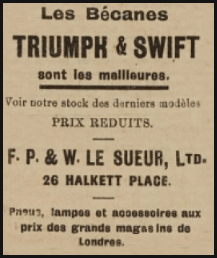 Les Bécanes
TRIUMPH & SWIFT
sont les meilleures.
Voir notre stock des derniers modèles
PRIX REDUITS.
F. P. & W. LE SUEUR, LTD.
26 HALKETT PLACE.
Pneus, lampes et accessoires aux
prix des grands magasins de
Londres.